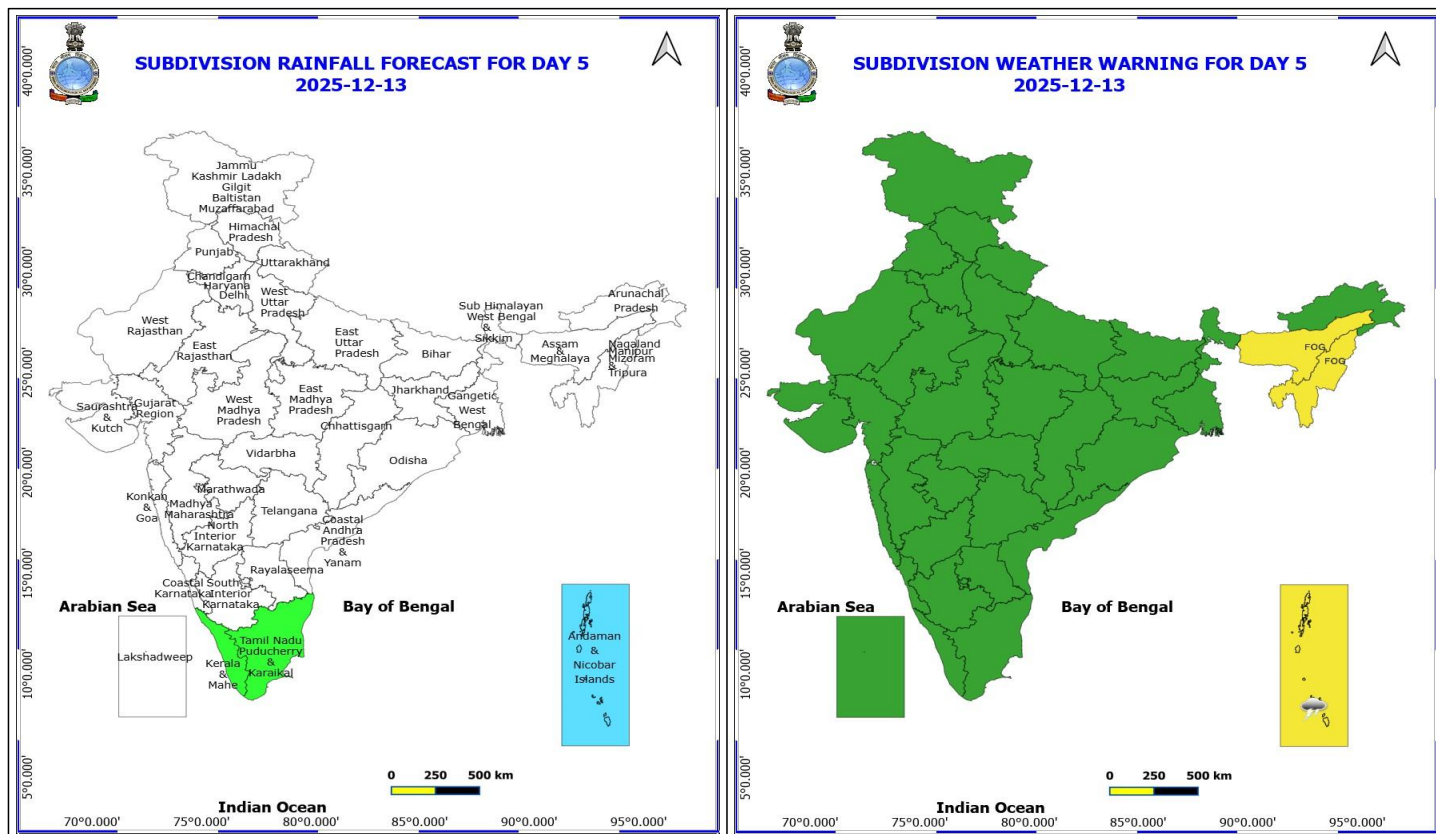 SUBDIVISION RAINFALL FORECAST FOR DAY 5
2025-12-13
40°0.000'
35°0.000'
30°0.000'
25°0.000'
20°0.000'
15°0.000'
10°0.000'
5°0.000'
Jammu
Kashmir Ladakh
Gilgit
Baltistan
Muzaffarabad
Himachal
Pradesh
Punjab
Uttarakhand
Chandigarh
Haryana
Delhi
West
Uttar
Pradesh
West
Rajasthan
East
Rajasthan
East
Uttar
Pradesh
Bihar
Sub Himalayan
West Bengal
&
Sikkim
Arunachal
Pradesh
Assam
&
Meghalaya
Nagaland
Manipur
Mizoram
&
Tripura
Saurashtra
&
Kutch
Gujarat
Region
West
Madhya
Pradesh
East
Madhya
Pradesh
Jharkhand
Gangetic
West
Bengal
Chhattisgarh
Vidarbha
Odisha
Konkan
&
Goa
Madhya
Maharashtra
Marathwada
Telangana
North
Interior
Karnataka
Coastal
Andhra
Pradesh
&
Yanam
Rayalaseema
Coastal
Karnataka
South
Interior
Karnataka
Arabian Sea
Bay of Bengal
Lakshadweep
Kerala
&
Mahe
Tamil Nadu
Puducherry
&
Karaikal
Andaman
&
Nicobar
Islands
0 250 500 km
Indian Ocean
70°0.000' 75°0.000' 80°0.000' 85°0.000' 90°0.000' 95°0.000'
SUBDIVISION WEATHER WARNING FOR DAY 5
2025-12-13
40°0.000'
35°0.000'
30°0.000'
25°0.000'
20°0.000'
15°0.000'
10°0.000'
5°0.000'
FOG
FOG
Arabian Sea
Bay of Bengal
0 250 500 km
Indian Ocean
70°0.000' 75°0.000' 80°0.000' 85°0.000' 90°0.000' 95°0.000'